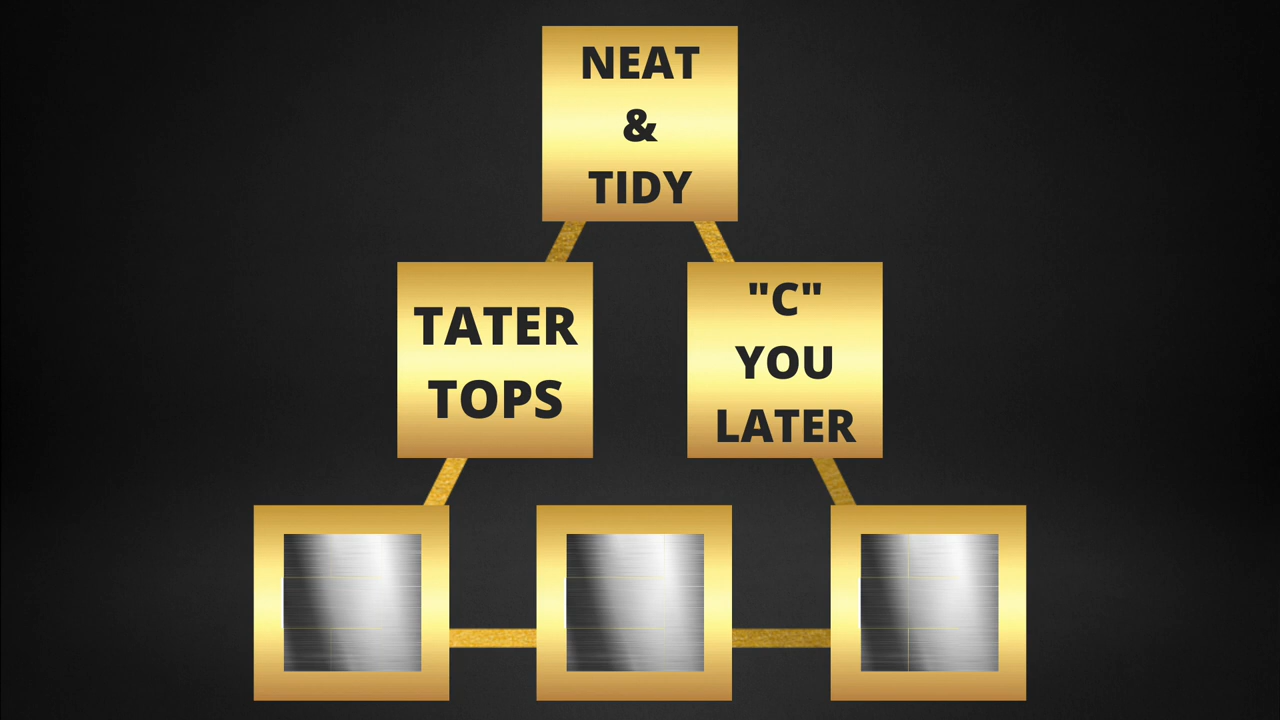 NEAT
&
TIDY
TATER
TOPS
"C"
YOU
LATER